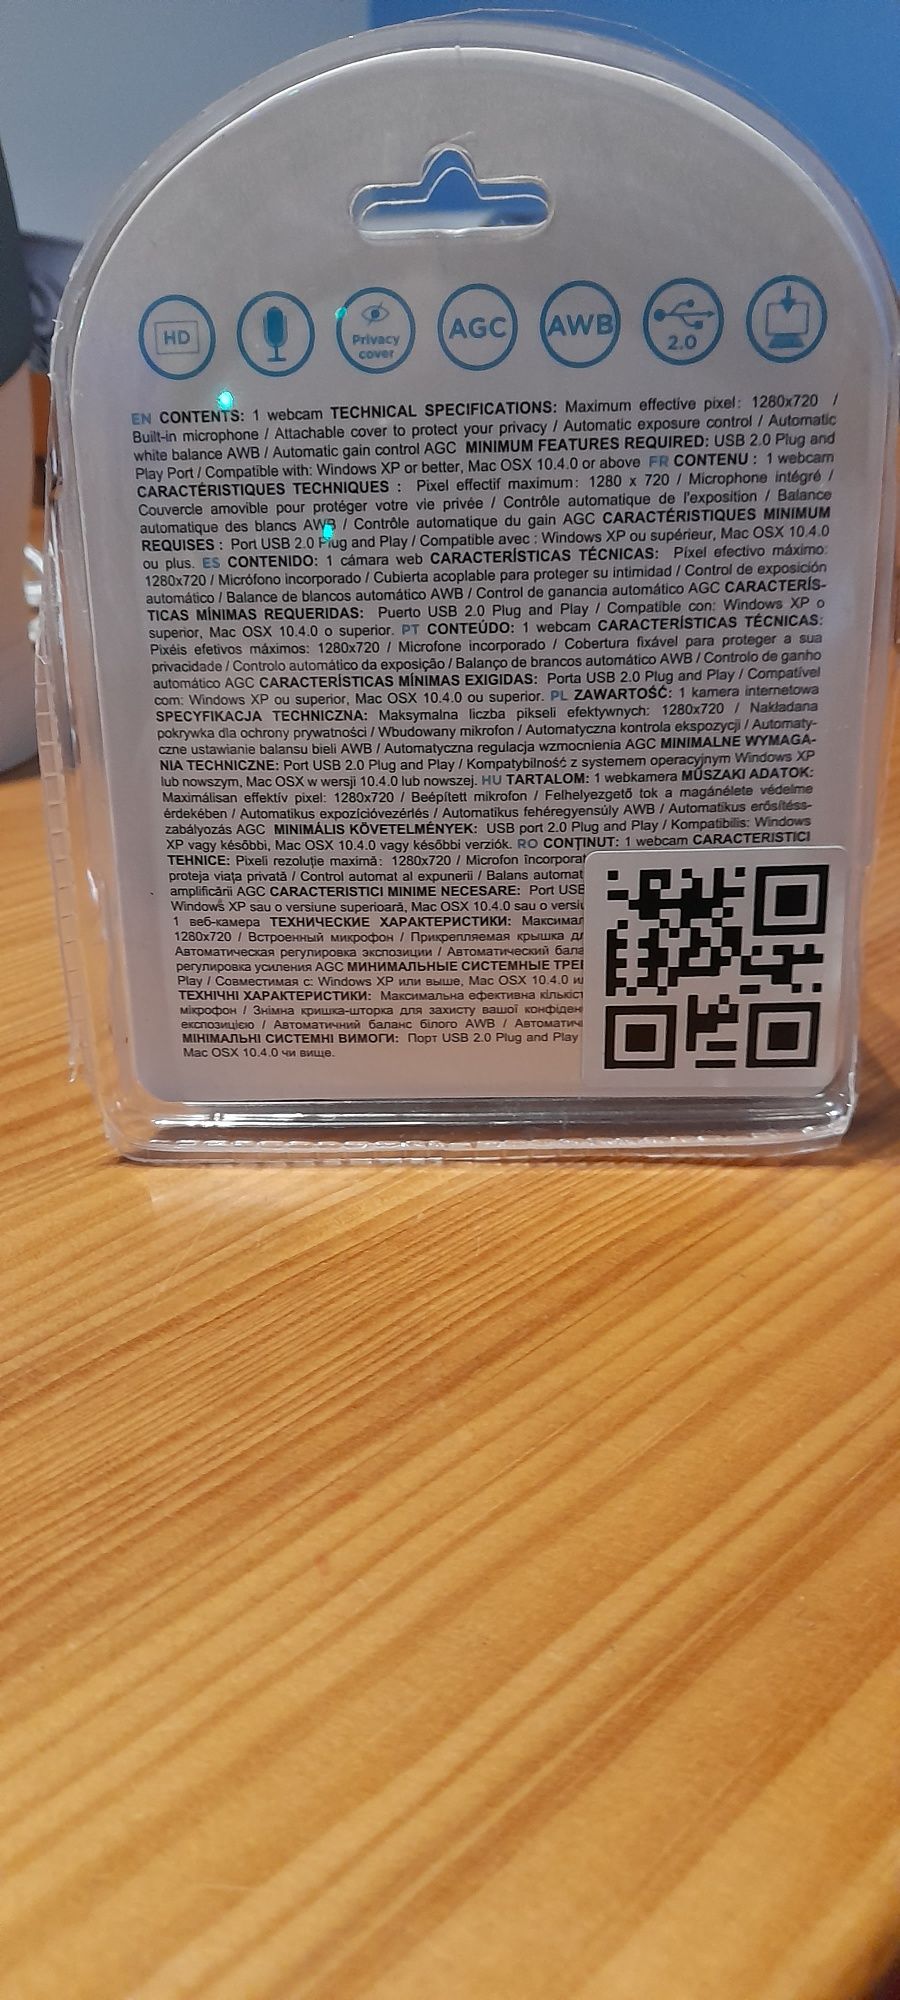 HD
Privacy
cover
AGC
AWB
2.0
EN CONTENTS: 1 webcam TECHNICAL SPECIFICATIONS: Maximum effective pixel: 1280x720 /
Built-in microphone / Attachable cover to protect your privacy / Automatic exposure control / Automatic
white balance AWB / Automatic gain control AGC MINIMUM FEATURES REQUIRED: USB 2.0 Plug and
Play Port / Compatible with: Windows XP or better, Mac OSX 10.4.0 or above FR CONTENU : 1 webcam
CARACTÉRISTIQUES TECHNIQUES : Pixel effectif maximum: 1280 x 720 / Microphone intégré /
Couvercle amovible pour protéger votre vie privée / Contrôle automatique de l'exposition / Balance
automatique des blancs AWB / Contrôle automatique du gain AGC CARACTÉRISTIQUES MINIMUM
REQUISES : Port USB 2.0 Plug and Play / Compatible avec : Windows XP ou supérieur, Mac OSX 10.4.0
ou plus. ES CONTENIDO: 1 cámara web CARACTERÍSTICAS TÉCNICAS: Píxel efectivo máximo:
1280x720 / Micrófono incorporado / Cubierta acoplable para proteger su intimidad / Control de exposición
automático / Balance de blancos automático AWB / Control de ganancia automático AGC CARACTERÍS-
TICAS MÍNIMAS REQUERIDAS: Puerto USB 2.0 Plug and Play / Compatible con: Windows XP o
superior, Mac OSX 10.4.0 o superior. PT CONTEÚDO: 1 webcam CARACTERÍSTICAS TÉCNICAS:
Pixéis efetivos máximos: 1280x720 / Microfone incorporado / Cobertura fixável para proteger a sua
privacidade / Controlo automático da exposição / Balanço de brancos automático AWB / Controlo de ganho
automático AGC CARACTERÍSTICAS MÍNIMAS EXIGIDAS: Porta USB 2.0 Plug and Play / Compatível
com: Windows XP ou superior, Mac OSX 10.4.0 ou superior. PL ZAWARTOŚĆ: 1 kamera internetowa
SPECYFIKACJA TECHNICZNA: Maksymalna liczba pikseli efektywnych: 1280x720 / Nakładana
pokrywka dla ochrony prywatności / Wbudowany mikrofon / Automatyczna kontrola ekspozycji / Automaty-
czne ustawianie balansu bieli AWB / Automatyczna regulacja wzmocnienia AGC MINIMALNE WYMAGA-
NIA TECHNICZNE: Port USB 2.0 Plug and Play / Kompatybilność z systemem operacyjnym Windows XP
lub nowszym, Mac OSX w wersji 10.4.0 lub nowszej. HU TARTALOM: 1 webkamera MŰSZAKI ADATOK:
Maximálisan effektív pixel: 1280x720 / Beépített mikrofon / Felhelyezgető tok a magánélete védelme
érdekében / Automatikus expozícióvezérlés / Automatikus fehéregyensúly AWB / Automatikus erősítéss-
zabályozás AGC MINIMÁLIS KÖVETELMÉNYEK: USB port 2.0 Plug and Play / Kompatibilis: Windows
XP vagy későbbi, Mac OSX 10.4.0 vagy későbbi verziók. RO CONȚINUT: 1 webcam CARACTERISTICI
TEHNICE: Pixeli rezoluție maximă: 1280x720 / Microfon încorporat
proteja viața privată / Control automat al expunerii / Balans automat
amplificării AGC CARACTERISTICI MINIME NECESARE: Port USB
Windows XP sau o versiune superioară, Mac OSX 10.4.0 sau o versiu
1 веб-камера ТЕХНИЧЕСКИЕ ХАРАКТЕРИСТИКИ: Максимал
1280x720 / Встроенный микрофон / Прикрепляемая крышка дл
Автоматическая регулировка экспозиции / Автоматический бала
регулировка усиления AGC МИНИМАЛЬНЫЕ СИСТЕМНЫЕ ТРЕБ
Play / Совместимая с: Windows XP или выше, Mac OSX 10.4.0 ил
ТЕХНІЧНІ ХАРАКТЕРИСТИКИ: Максимальна ефективна кількіст
мікрофон / Знімна кришка-шторка для захисту вашої конфіден
експозицією / Автоматичний баланс білого AWB / Автоматичн
МІНІМАЛЬНІ СИСТЕМНІ ВИМОГИ: Порт USB 2.0 Plug and Play
Mac OSX 10.4.0 чи вище.